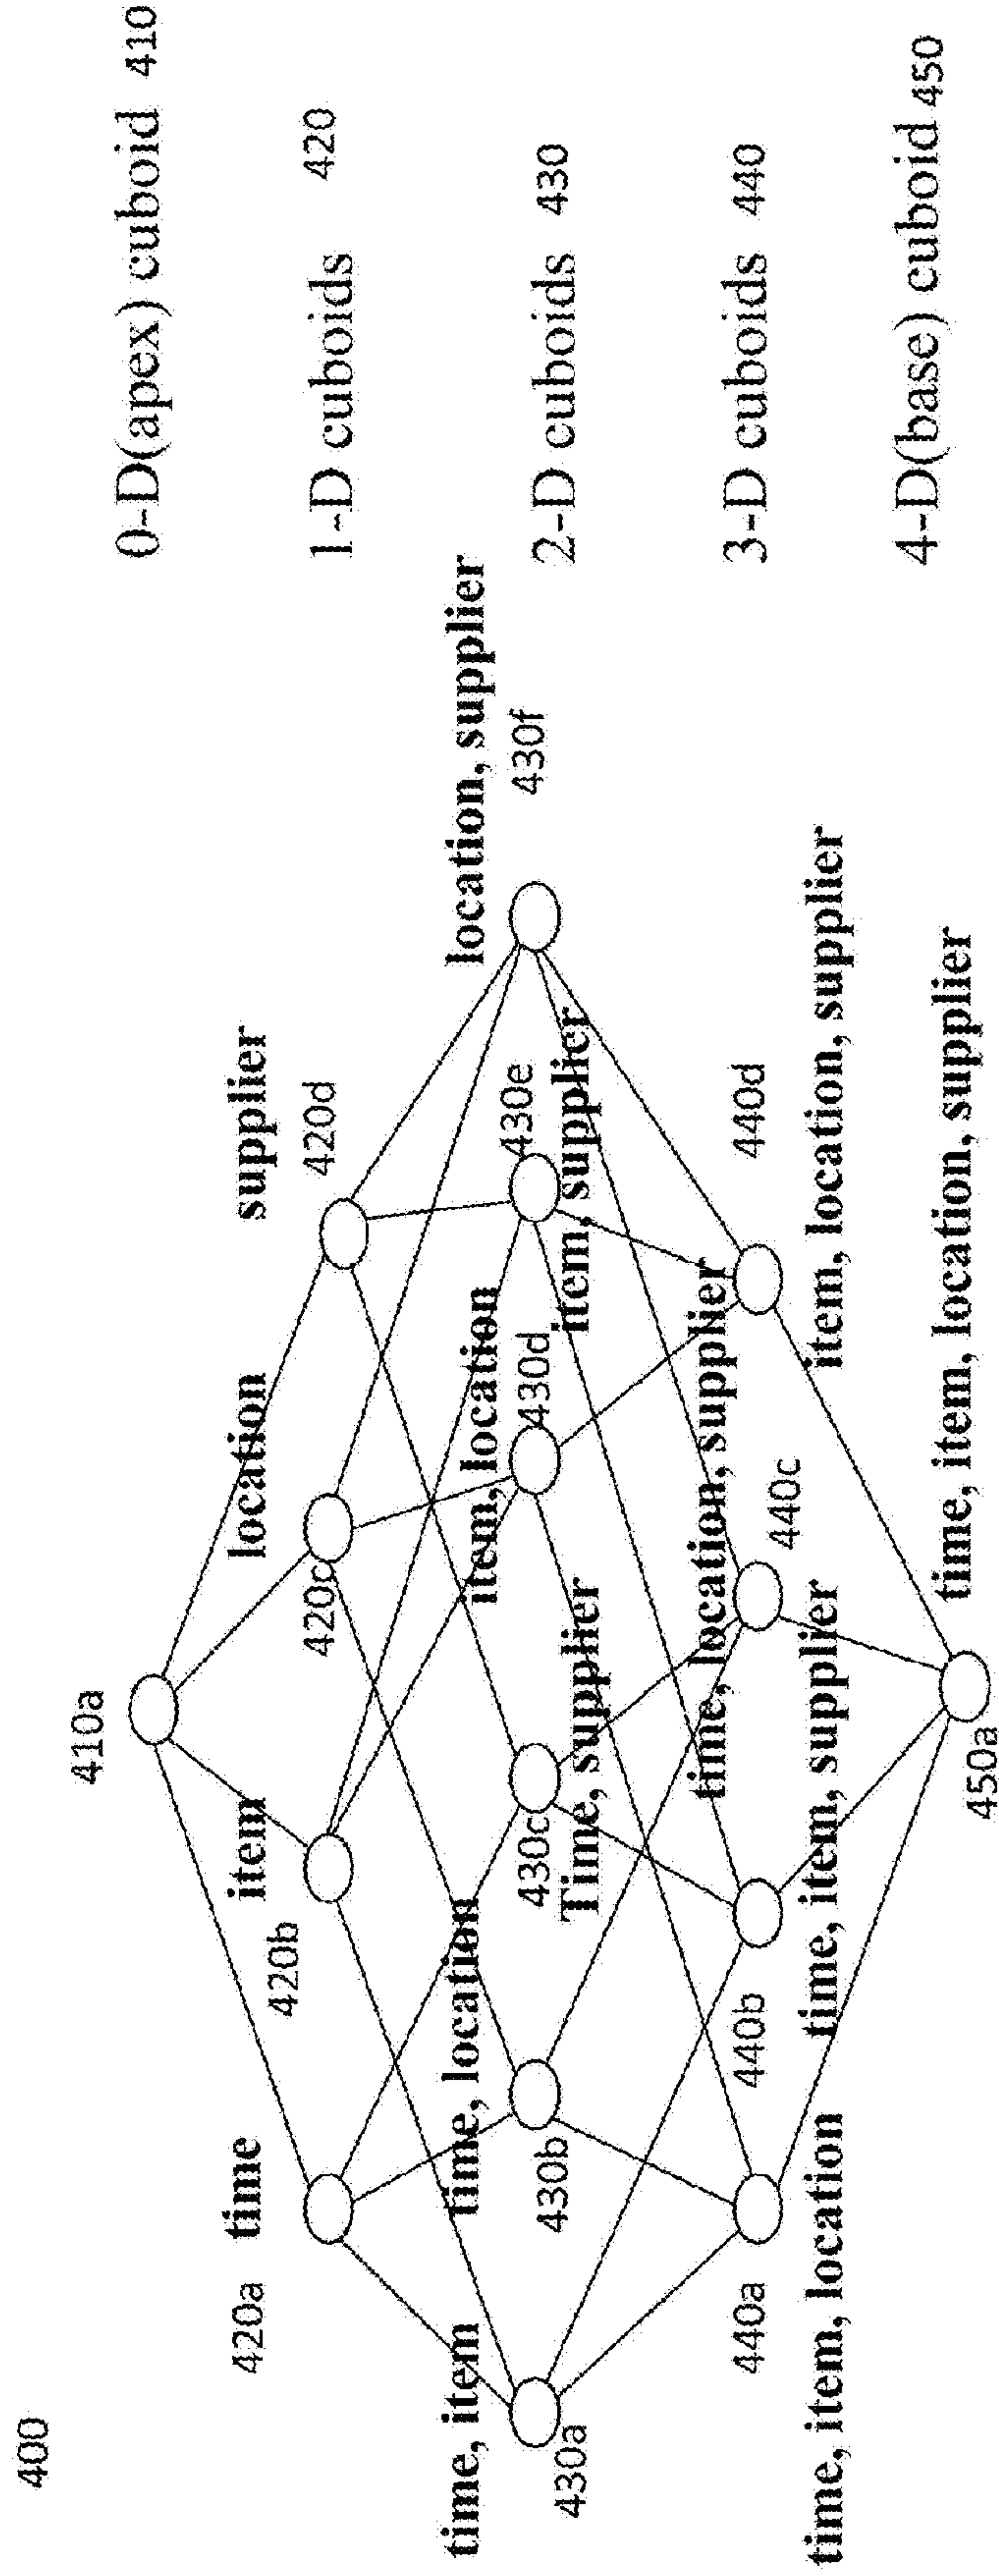 400
410a
0-D(apex) cuboid 410
420a time
420b item
420c location
supplier 420d
1-D cuboids 420
time, item 430a
time, location 430b
430c Time, supplier
item, location 430d
430e item, supplier
location, supplier 430f
2-D cuboids 430
440a time, item, location
440b time, item, supplier
time, location, supplier 440c
440d item, location, supplier
3-D cuboids 440
450a time, item, location, supplier
4-D(base) cuboid 450